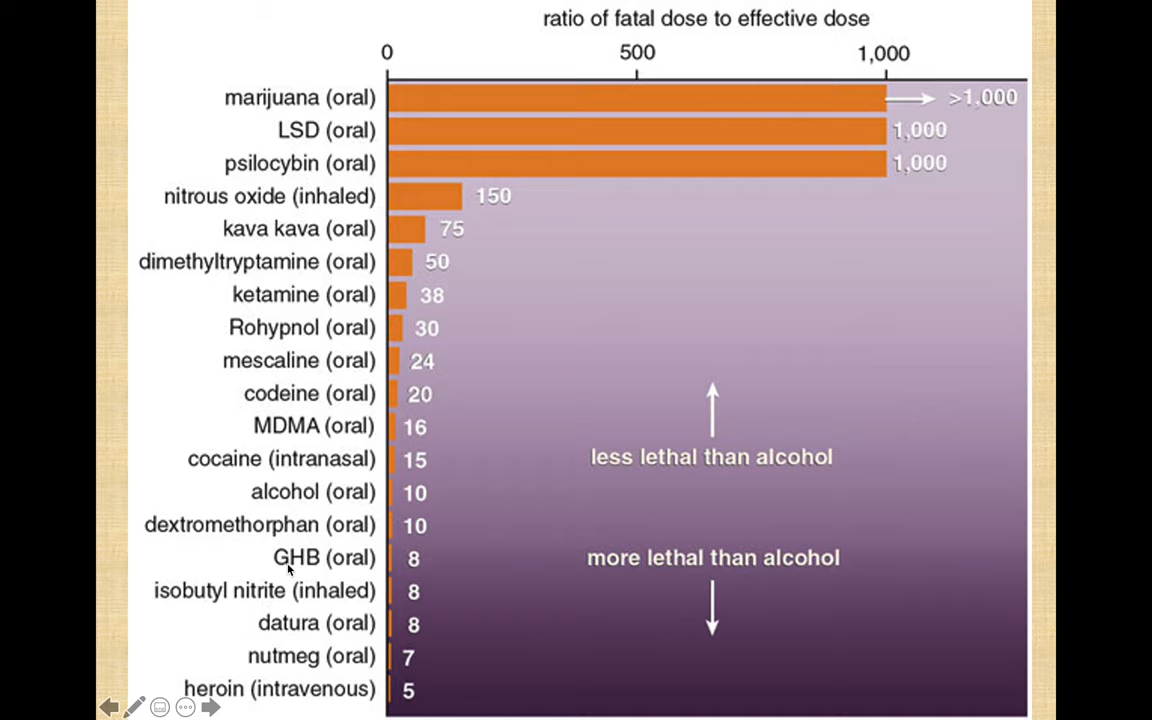 ratio of fatal dose to effective dose
0 500 1,000
marijuana (oral) >1,000
LSD (oral) 1,000
psilocybin (oral) 1,000
nitrous oxide (inhaled) 150
kava kava (oral) 75
dimethyltryptamine (oral) 50
ketamine (oral) 38
Rohypnol (oral) 30
mescaline (oral) 24
codeine (oral) 20
MDMA (oral) 16
cocaine (intranasal) 15
less lethal than alcohol
alcohol (oral) 10
dextromethorphan (oral) 10
GHB (oral) 8
more lethal than alcohol
isobutyl nitrite (inhaled) 8
datura (oral) 8
nutmeg (oral) 7
heroin (intravenous) 5